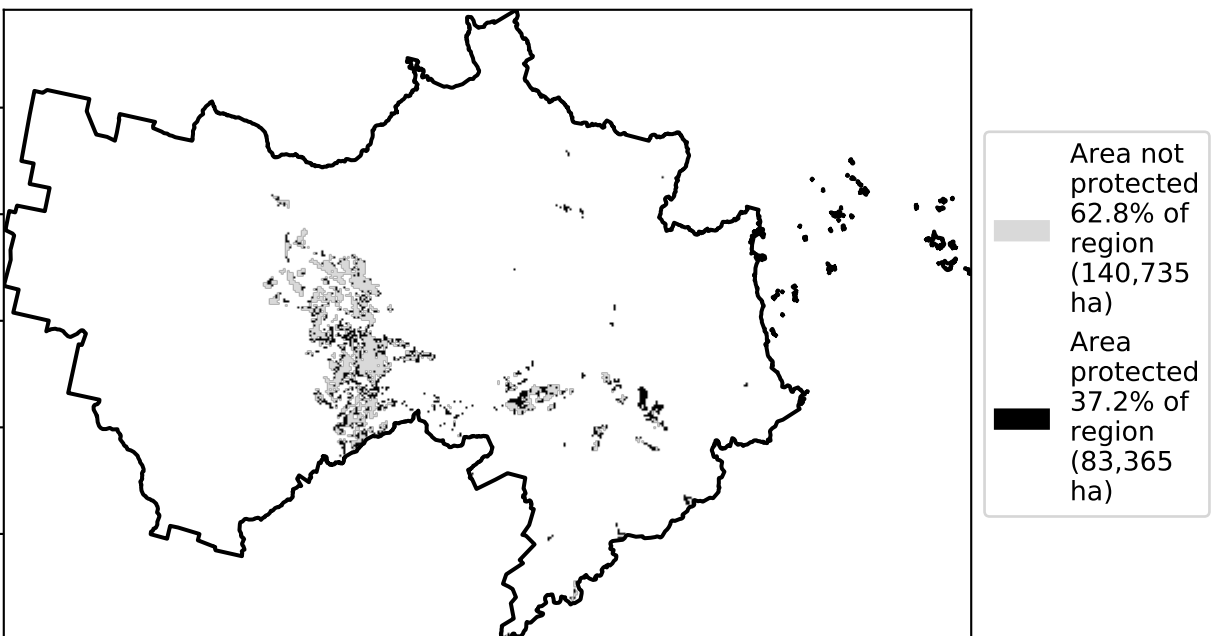 Area not
protected
62.8% of
region
(140,735
ha)
Area
protected
37.2% of
region
(83,365
ha)